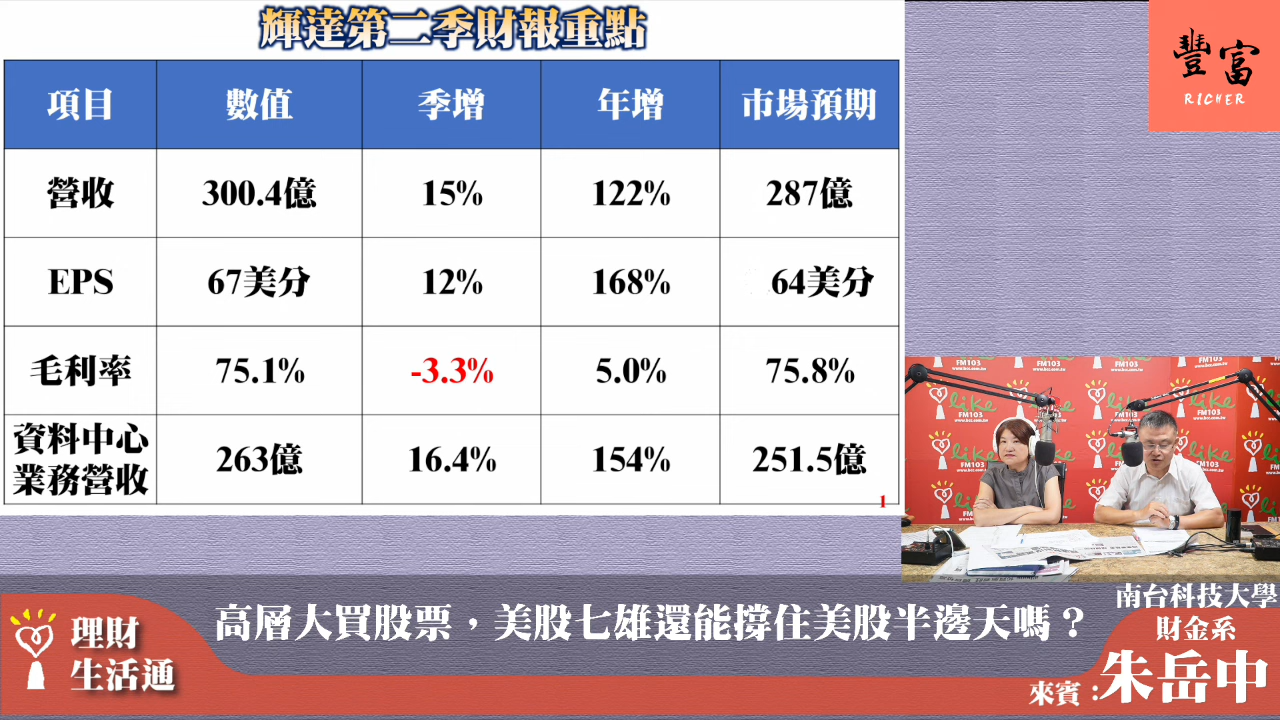 輝達第二季財報重點
豐富
RICHER
項目 數值 季增 年增 市場預期
營收 300.4億 15% 122% 287億
EPS 67美分 12% 168% 64美分
毛利率 75.1% -3.3% 5.0% 75.8%
資料中心
業務營收 263億 16.4% 154% 251.5億
1
like
FM103
www.bcc.com.tw
高層大買股票，美股七雄還能撐住美股半邊天嗎？
理財
生活通
南台科技大學
財金系
來賓：朱岳中